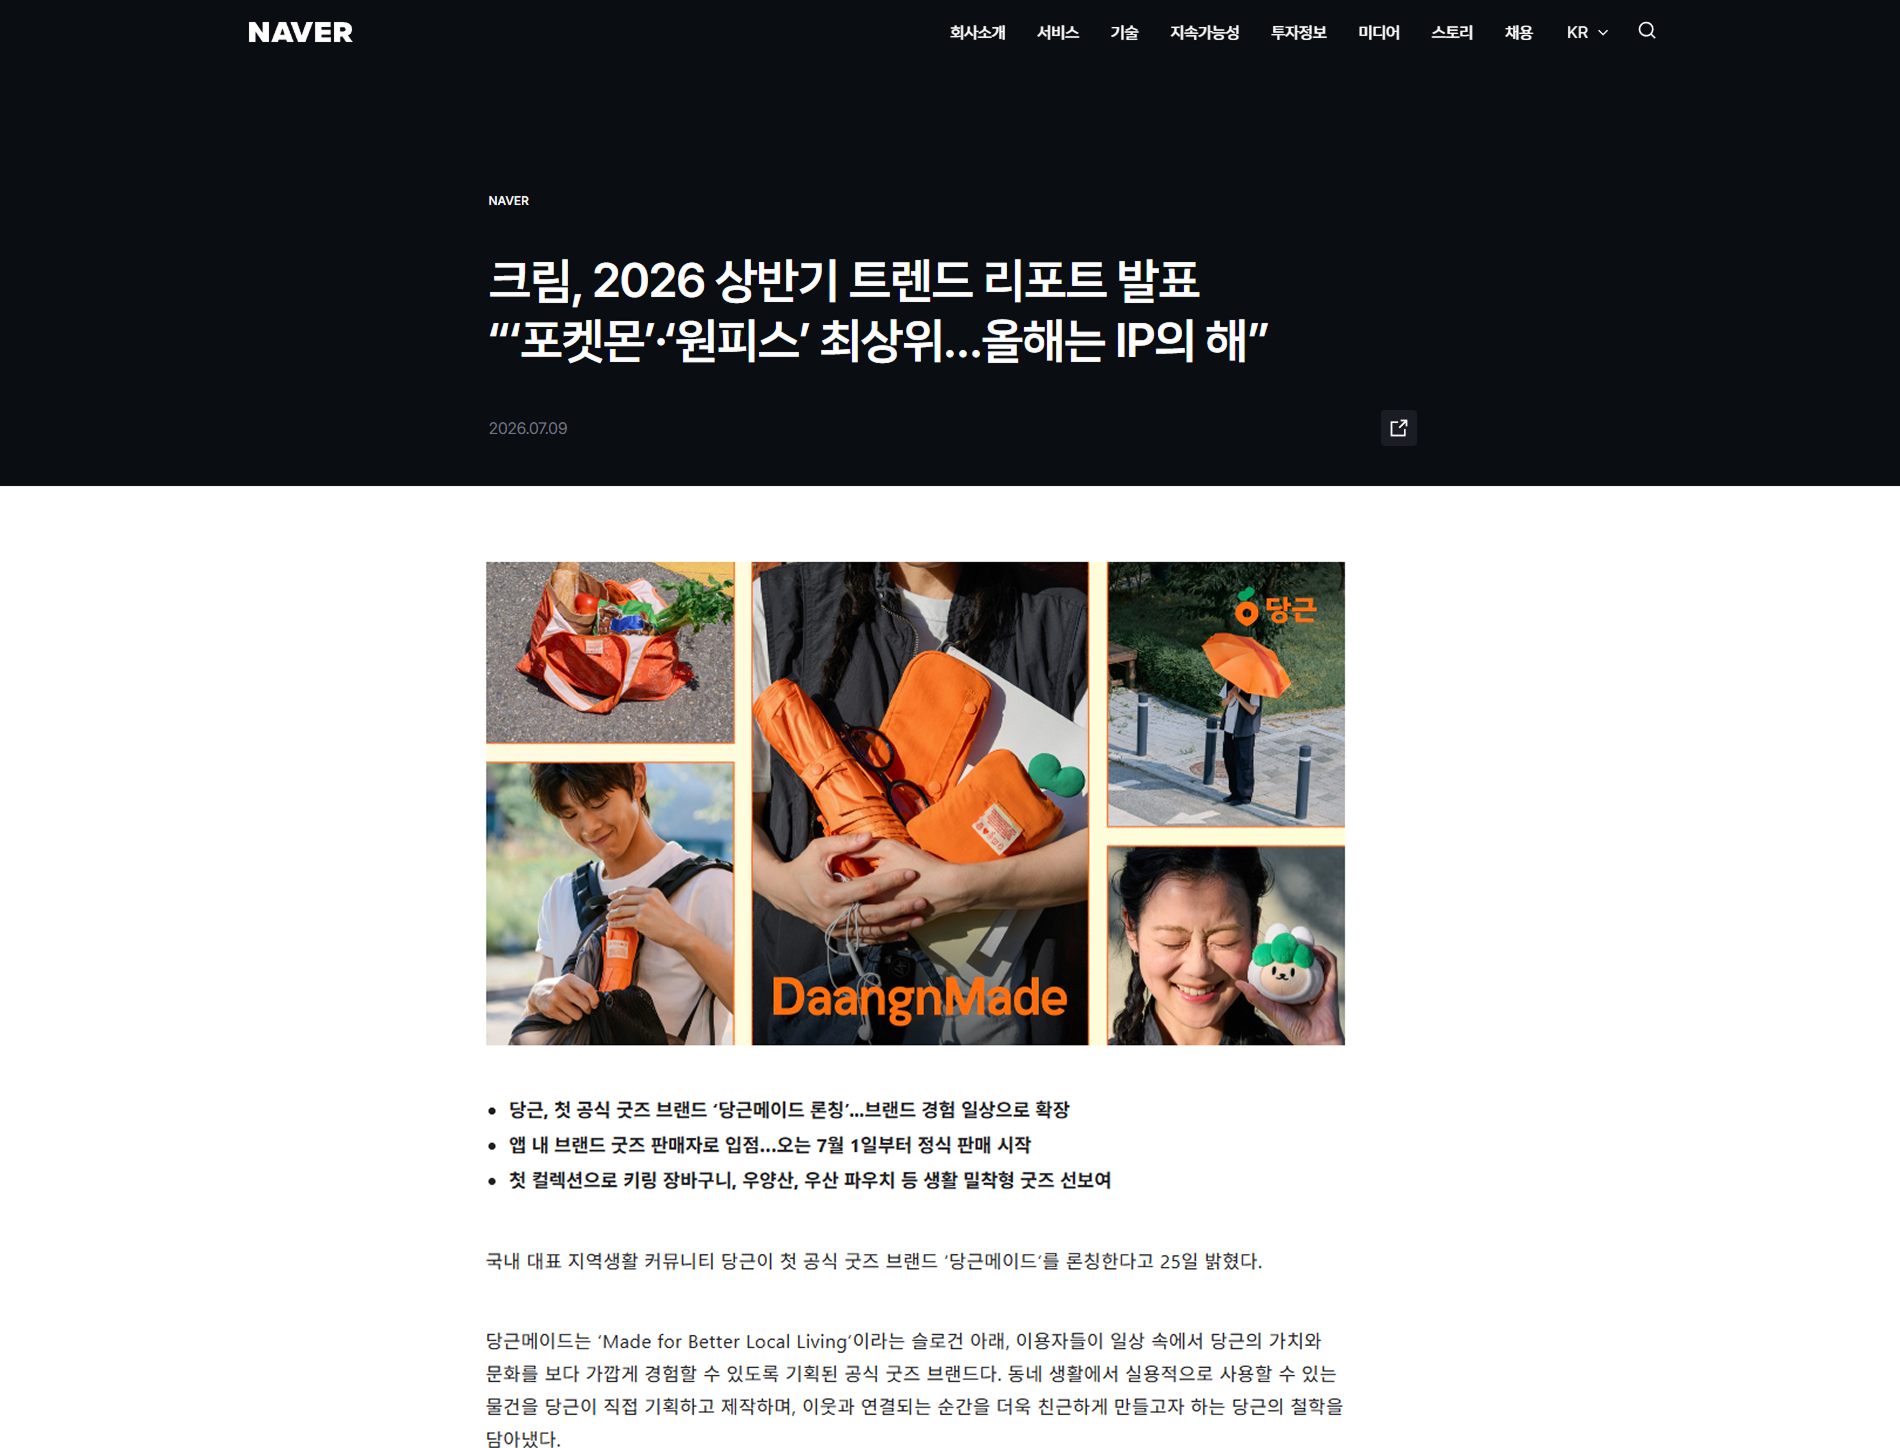 NAVER
회사소개 서비스 기술 지속가능성 투자정보 미디어 스토리 채용 KR
NAVER
크림, 2026 상반기 트렌드 리포트 발표
“‘포켓몬’·‘원피스’ 최상위...올해는 IP의 해”
2026.07.09
당근
DaangnMade
당근, 첫 공식 굿즈 브랜드 ‘당근메이드 론칭’...브랜드 경험 일상으로 확장
앱 내 브랜드 굿즈 판매자로 입점...오는 7월 1일부터 정식 판매 시작
첫 컬렉션으로 키링 장바구니, 우양산, 우산 파우치 등 생활 밀착형 굿즈 선보여
국내 대표 지역생활 커뮤니티 당근이 첫 공식 굿즈 브랜드 ‘당근메이드’를 론칭한다고 25일 밝혔다.
당근메이드는 ‘Made for Better Local Living’이라는 슬로건 아래, 이용자들이 일상 속에서 당근의 가치와
문화를 보다 가깝게 경험할 수 있도록 기획된 공식 굿즈 브랜드다. 동네 생활에서 실용적으로 사용할 수 있는
물건을 당근이 직접 기획하고 제작하며, 이웃과 연결되는 순간을 더욱 친근하게 만들고자 하는 당근의 철학을
담아냈다.